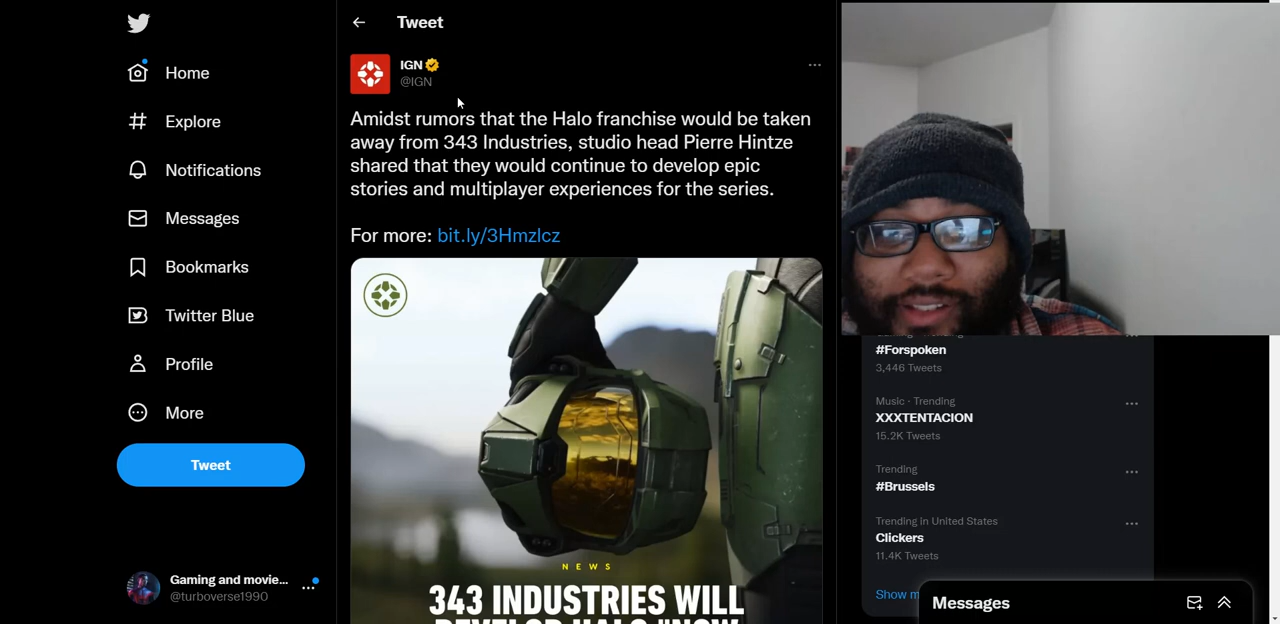 Home
Explore
Notifications
Messages
Bookmarks
Twitter Blue
Profile
More
Tweet
Gaming and movie...
@turboverse1990
Tweet
IGN
@IGN
Amidst rumors that the Halo franchise would be taken
away from 343 Industries, studio head Pierre Hintze
shared that they would continue to develop epic
stories and multiplayer experiences for the series.
For more: bit.ly/3Hmzlcz
NEWS
343 INDUSTRIES WILL
DEVELOP HALO "NOW
#Forspoken
3,446 Tweets
Music - Trending
XXXTENTACION
15.2K Tweets
Trending
#Brussels
Trending in United States
Clickers
11.4K Tweets
Show
Messages